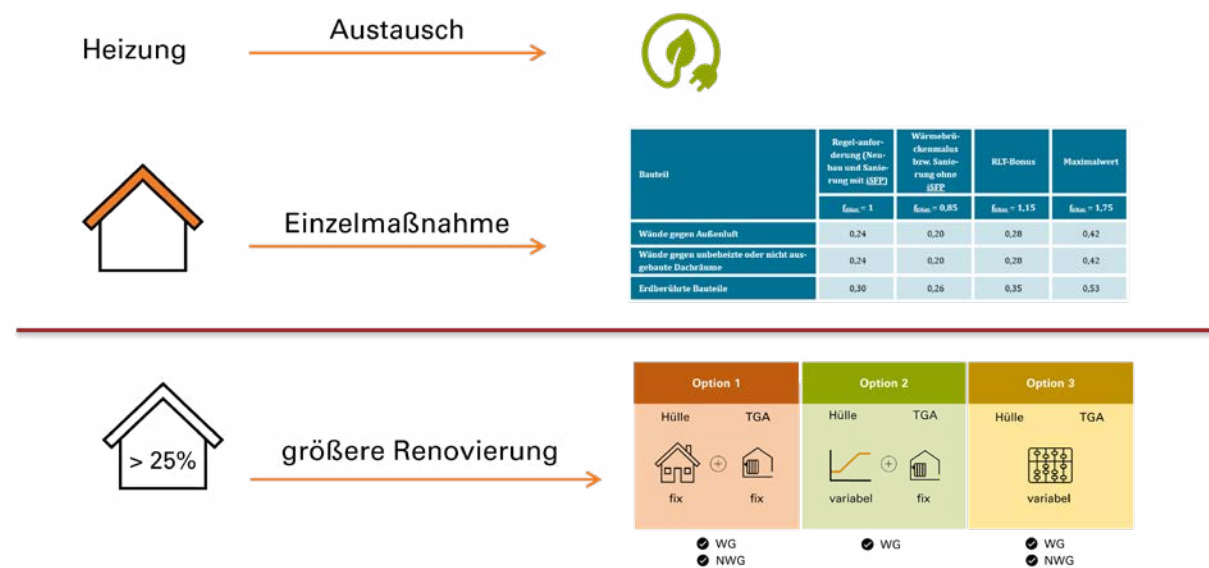 Heizung
Austausch
Einzelmaßnahme
Bauteil
Regel-anfor-
derung (Neu-
bau und Sanie-
rung mit iSFP)
Wärmebrü-
ckenmalus
bzw. Sanie-
rung ohne
iSFP
RLT-Bonus
Maximalwert
= 1
= 0,85
= 1,15
= 1,75
Wände gegen Außenluft
0,24
0,20
0,28
0,42
Wände gegen unbeheizte oder nicht aus-
gebaute Dachräume
0,24
0,20
0,28
0,42
Erdberührte Bauteile
0,30
0,26
0,35
0,53
> 25%
größere Renovierung
Option 1
Hülle TGA
fix fix
WG
NWG
Option 2
Hülle TGA
variabel fix
WG
Option 3
Hülle TGA
variabel
WG
NWG